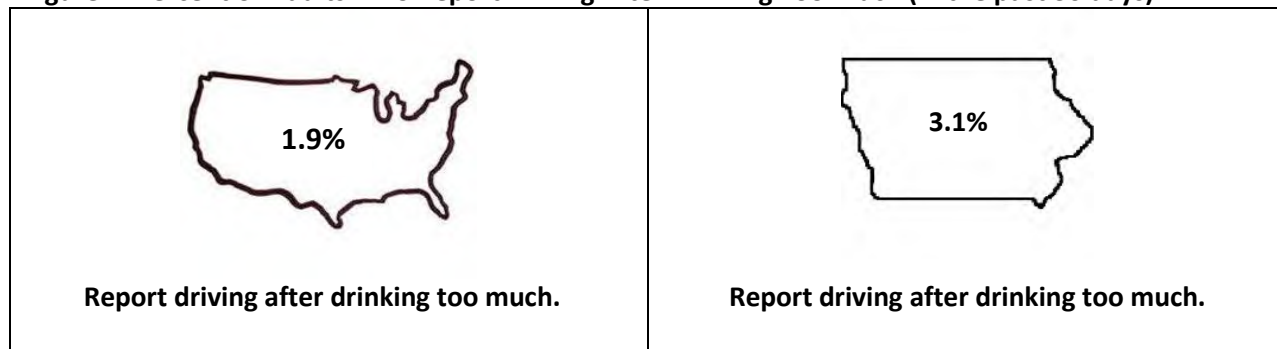 1.9%
3.1%
Report driving after drinking too much.
Report driving after drinking too much.